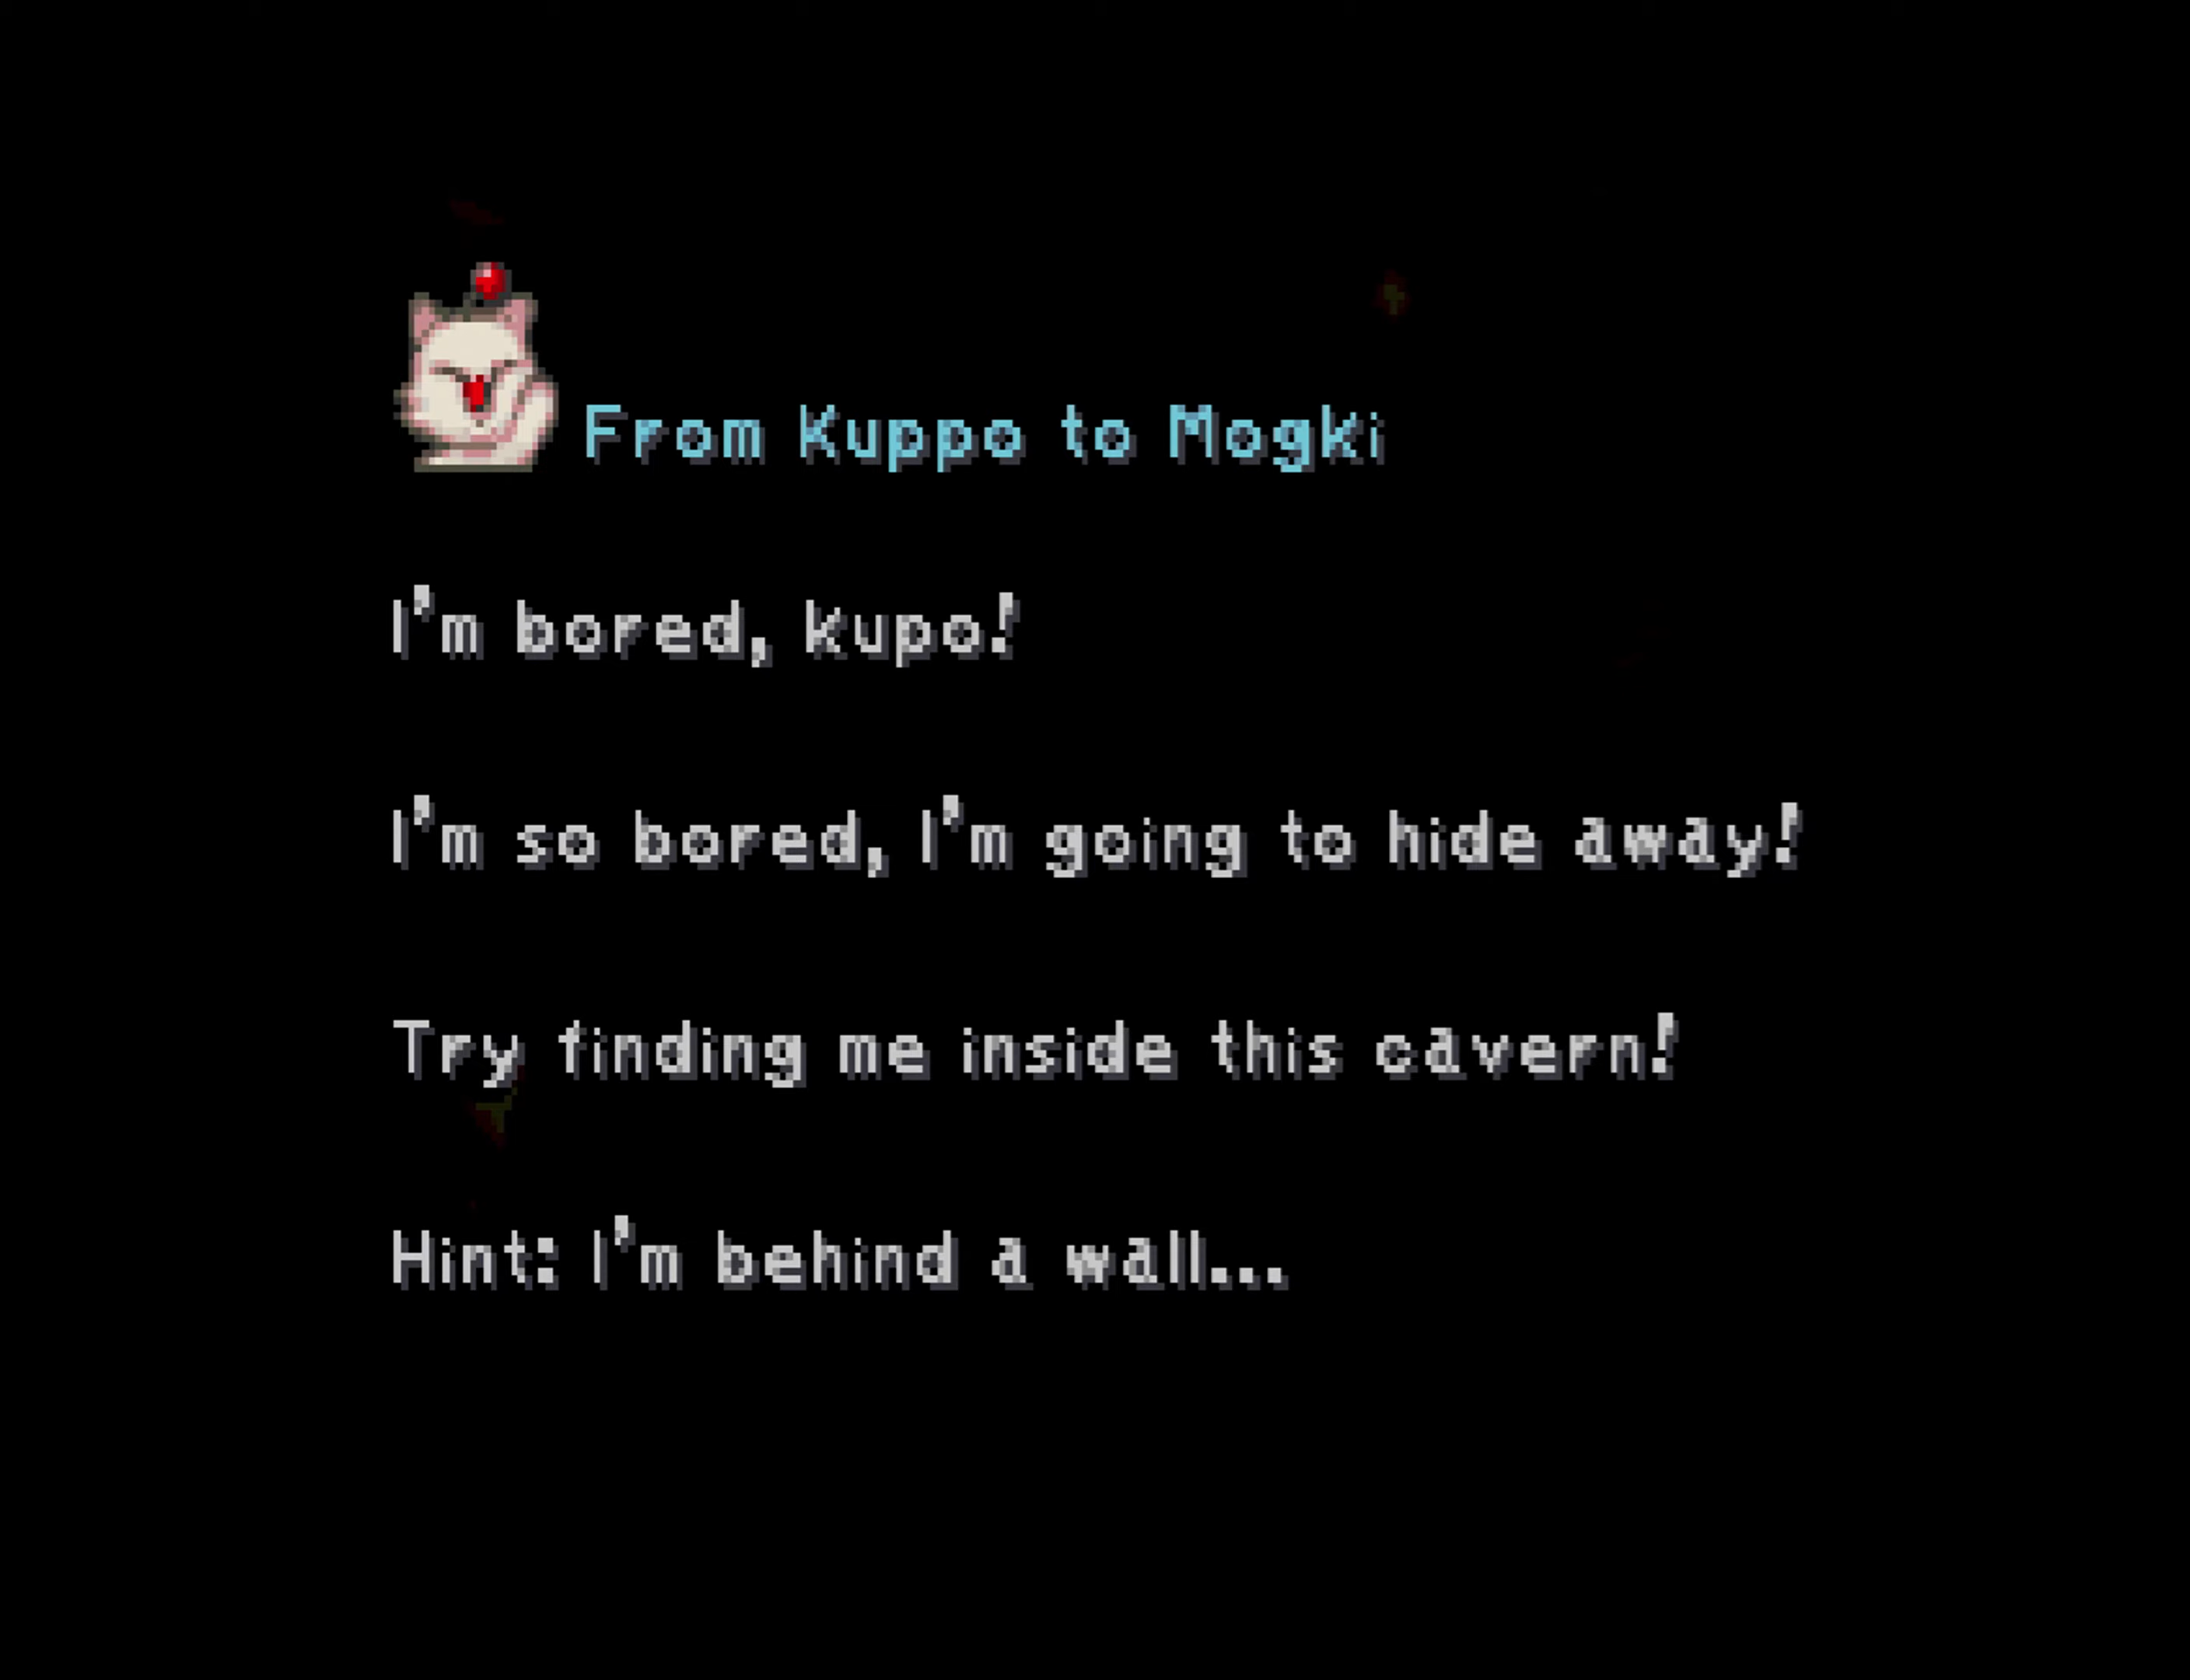 From Kuppo to Mogki
I'm bored, kupo!
I'm so bored, I'm going to hide away!
Try finding me inside this cavern!
Hint: I'm behind a wall...